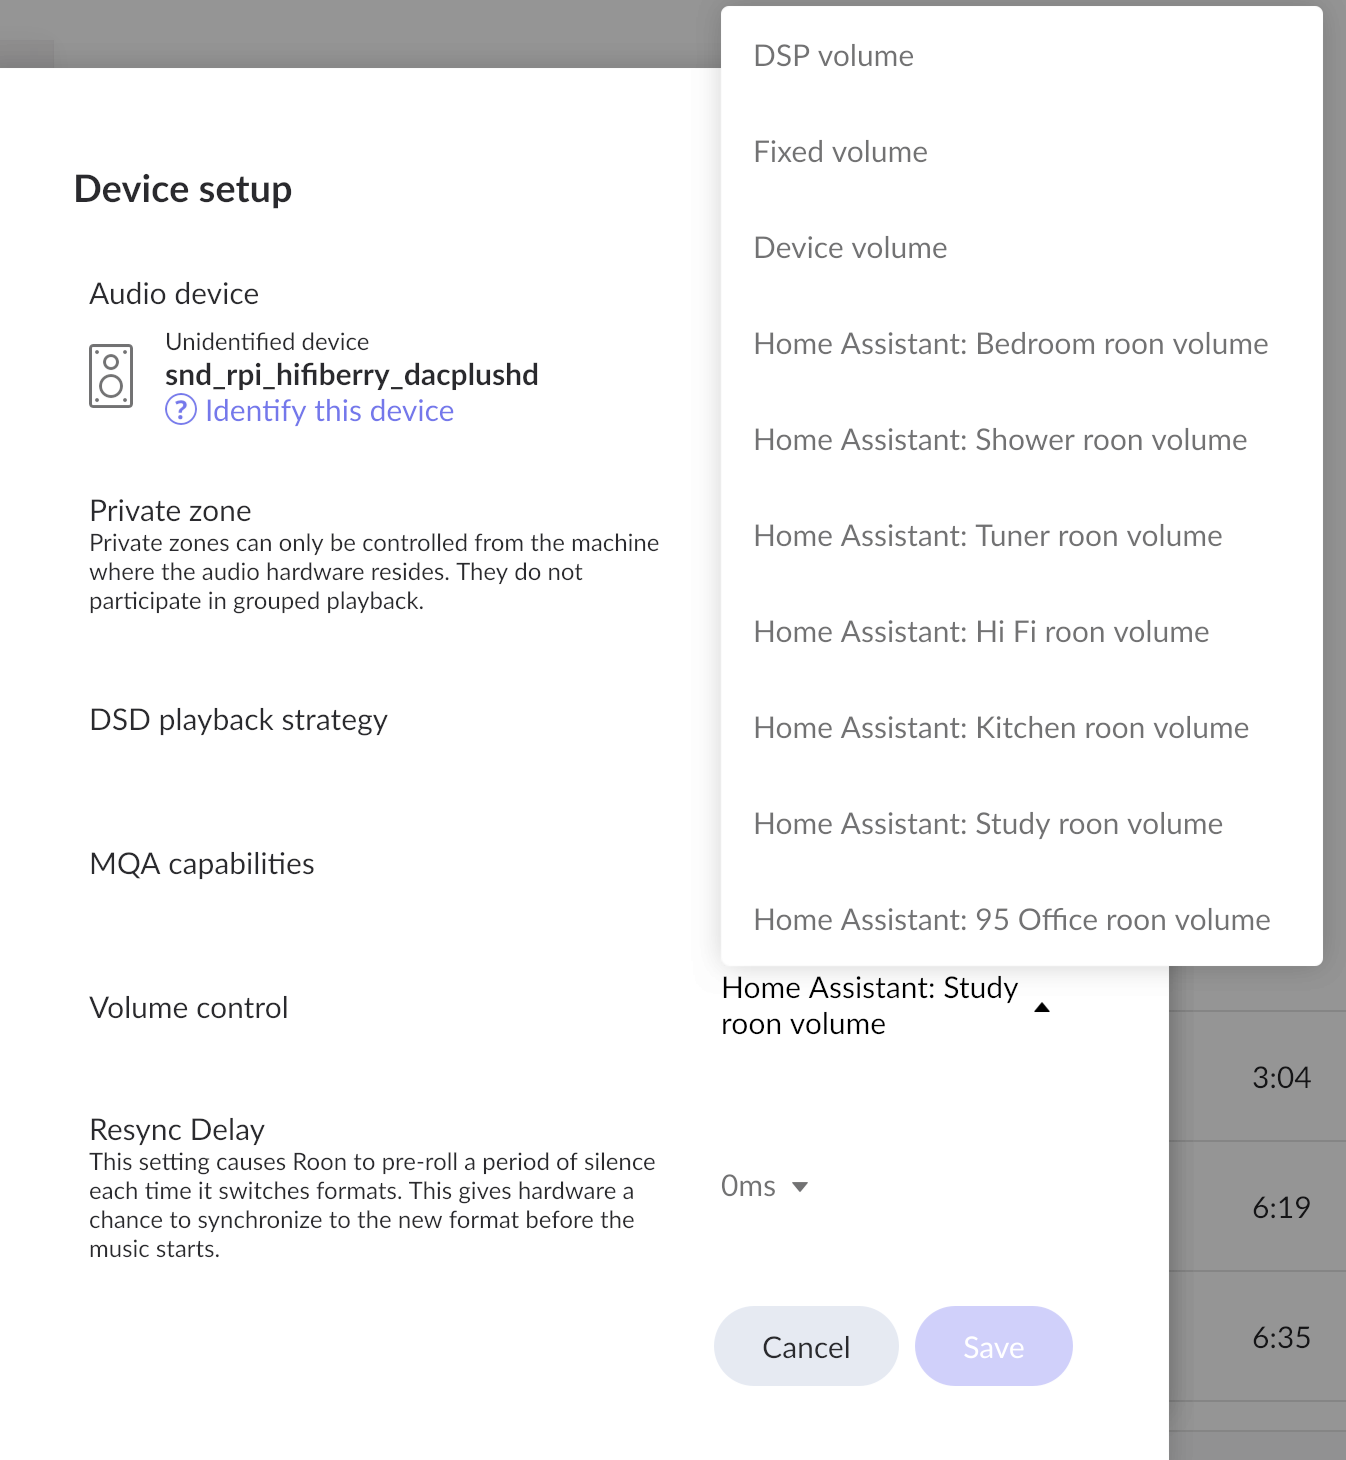 Device setup
Audio device
Unidentified device
snd_rpi_hifiberry_dacplushd
? Identify this device
Private zone
Private zones can only be controlled from the machine
where the audio hardware resides. They do not
participate in grouped playback.
DSD playback strategy
MQA capabilities
Volume control
DSP volume
Fixed volume
Device volume
Home Assistant: Bedroom roon volume
Home Assistant: Shower roon volume
Home Assistant: Tuner roon volume
Home Assistant: Hi Fi roon volume
Home Assistant: Kitchen roon volume
Home Assistant: Study roon volume
Home Assistant: 95 Office roon volume
Home Assistant: Study
roon volume
Resync Delay
This setting causes Roon to pre-roll a period of silence
each time it switches formats. This gives hardware a
chance to synchronize to the new format before the
music starts.
0ms
Cancel
Save
3:04
6:19
6:35